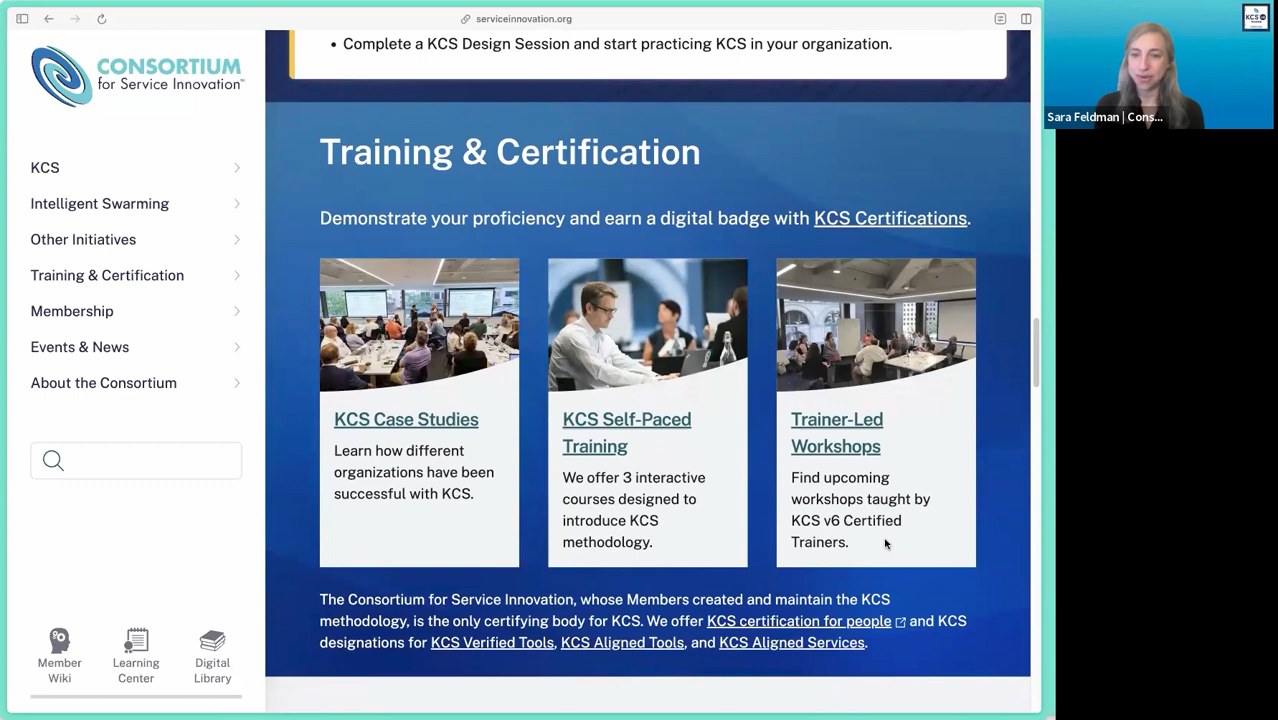 serviceinnovation.org
CONSORTIUM
for Service Innovation™
KCS
Intelligent Swarming
Other Initiatives
Training & Certification
Membership
Events & News
About the Consortium
Member
Wiki
Learning
Center
Digital
Library
• Complete a KCS Design Session and start practicing KCS in your organization.
Training & Certification
Demonstrate your proficiency and earn a digital badge with KCS Certifications.
KCS Case Studies
Learn how different
organizations have been
successful with KCS.
KCS Self-Paced
Training
We offer 3 interactive
courses designed to
introduce KCS
methodology.
Trainer-Led
Workshops
Find upcoming
workshops taught by
KCS v6 Certified
Trainers.
The Consortium for Service Innovation, whose Members created and maintain the KCS
methodology, is the only certifying body for KCS. We offer KCS certification for people and KCS
designations for KCS Verified Tools, KCS Aligned Tools, and KCS Aligned Services.
Sara Feldman | Cons...
KCS